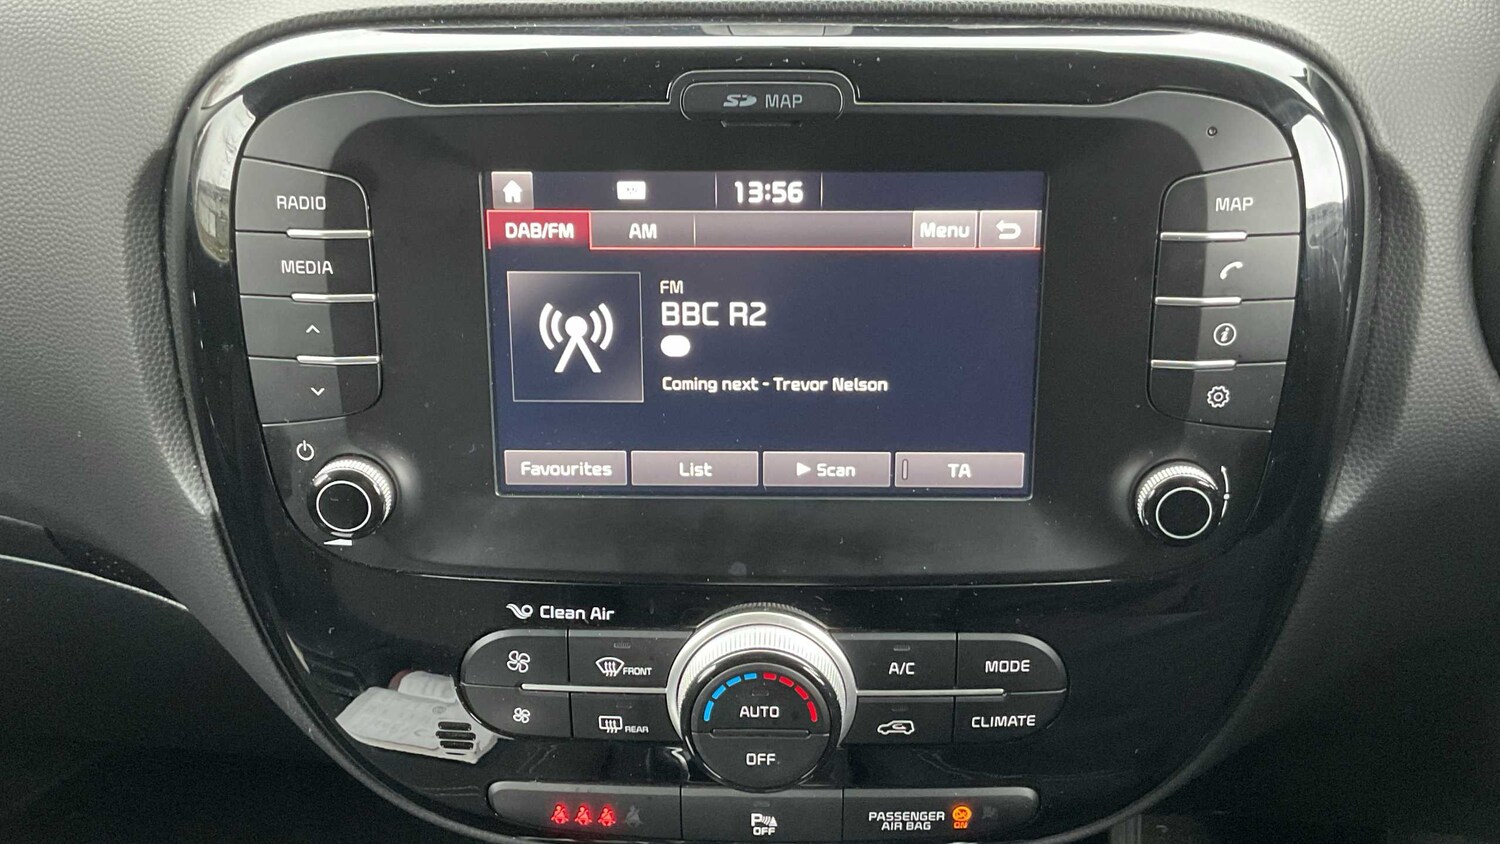 SD MAP
RADIO
MEDIA
13:56
DAB/FM AM Menu
FM
BBC R2
Coming next - Trevor Nelson
Favourites List Scan TA
MAP
Clean Air
FRONT
REAR
AUTO
OFF
A/C
MODE
CLIMATE
P
OFF
PASSENGER
AIR BAG
ON